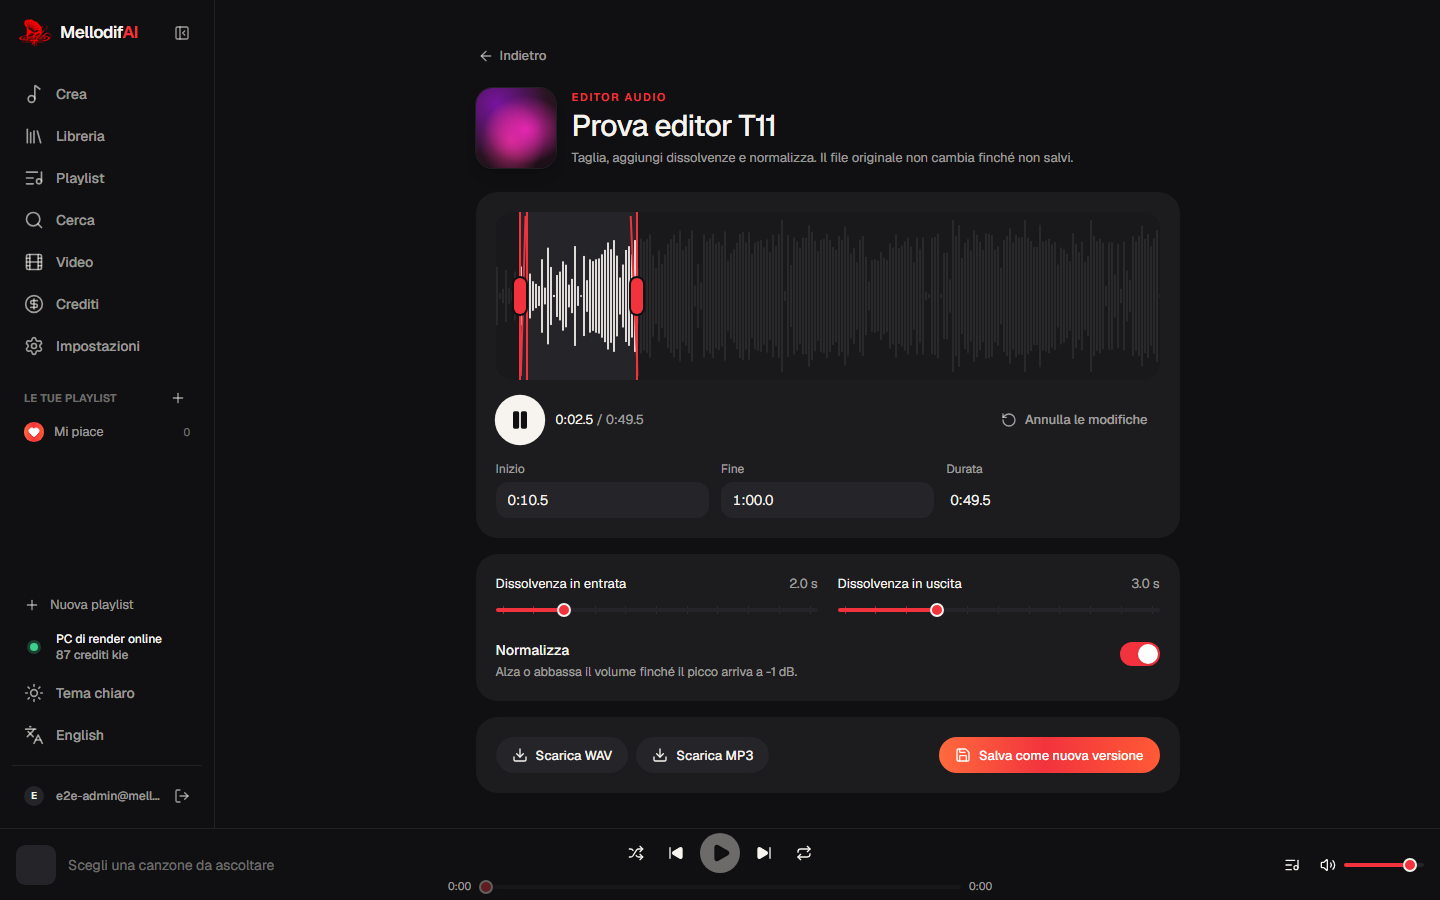 MellodifAI
Crea
Libreria
Playlist
Cerca
Video
Crediti
Impostazioni
LE TUE PLAYLIST
Mi piace 0
Nuova playlist
PC di render online
87 crediti kie
Tema chiaro
English
E e2e-admin@mell...
Indietro
EDITOR AUDIO
Prova editor T11
Taglia, aggiungi dissolvenze e normalizza. Il file originale non cambia finché non salvi.
0:02.5 / 0:49.5
Annulla le modifiche
Inizio Fine Durata
0:10.5 1:00.0 0:49.5
Dissolvenza in entrata 2.0 s Dissolvenza in uscita 3.0 s
Normalizza
Alza o abbassa il volume finché il picco arriva a -1 dB.
Scarica WAV Scarica MP3 Salva come nuova versione
Scegli una canzone da ascoltare
0:00 0:00